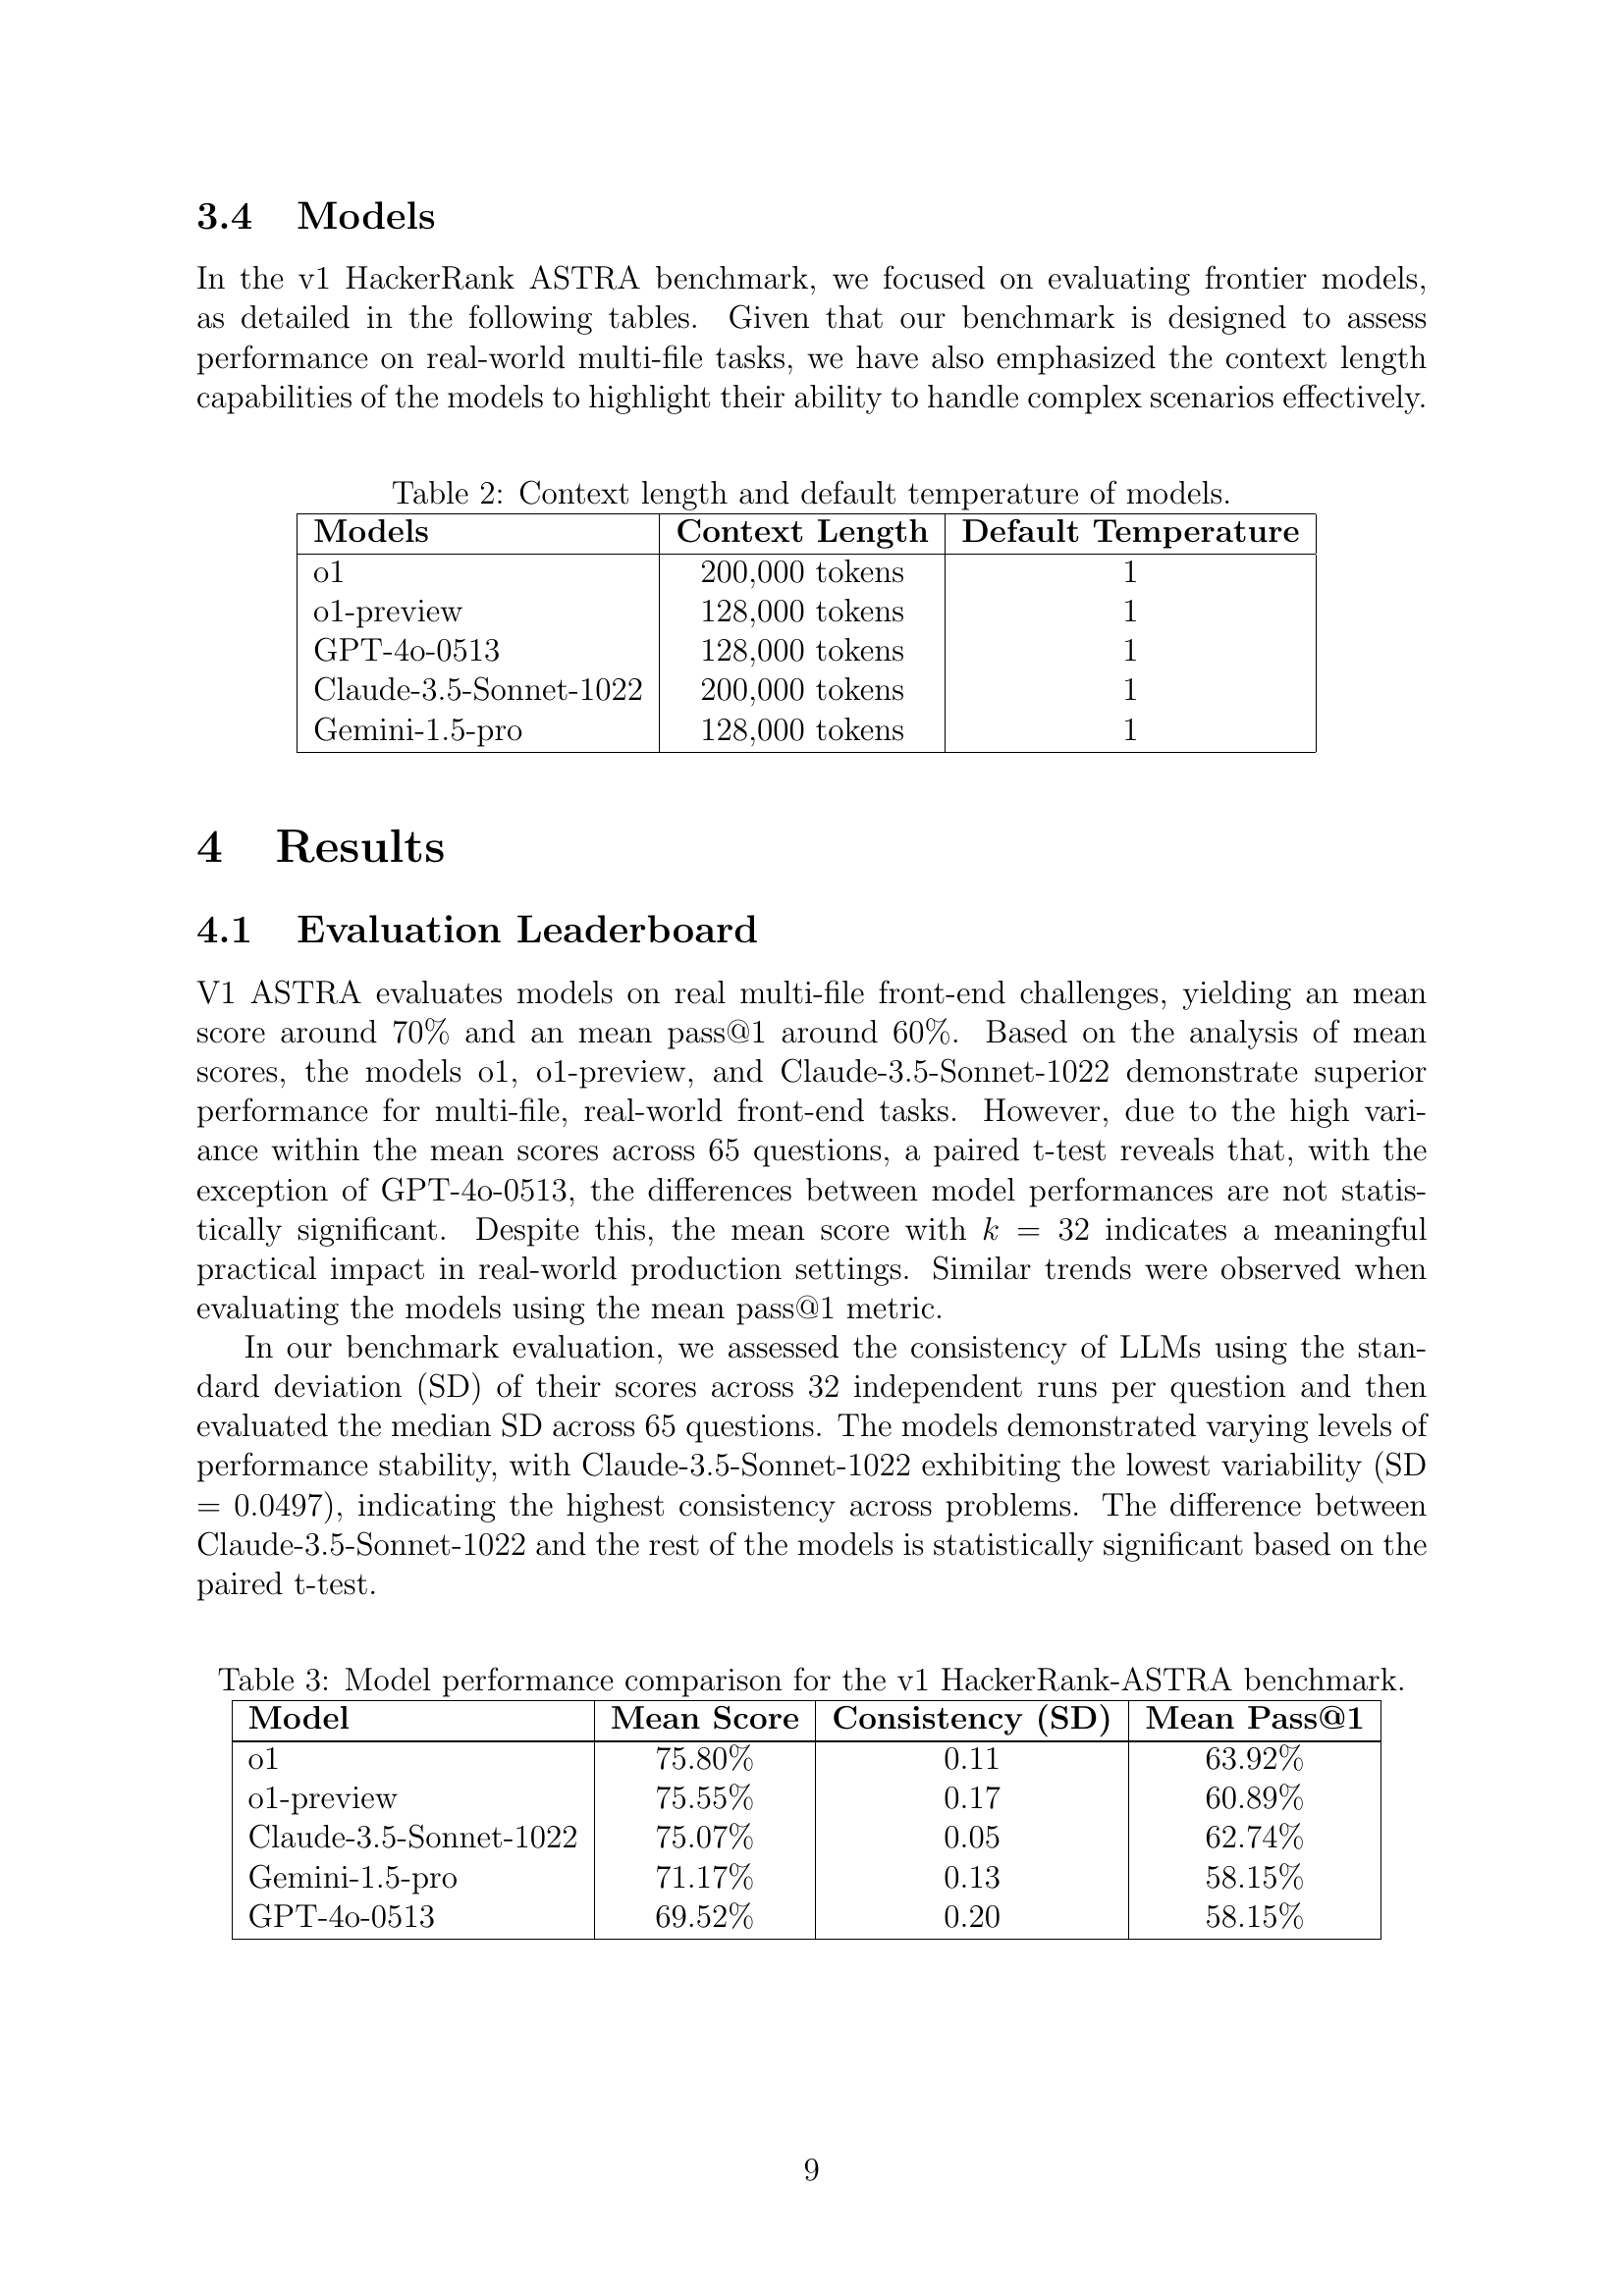 3.4 Models
In the v1 HackerRank ASTRA benchmark, we focused on evaluating frontier models,
as detailed in the following tables. Given that our benchmark is designed to assess
performance on real-world multi-file tasks, we have also emphasized the context length
capabilities of the models to highlight their ability to handle complex scenarios effectively.
Table 2: Context length and default temperature of models.
Models Context Length Default Temperature
o1 200,000 tokens 1
o1-preview 128,000 tokens 1
GPT-4o-0513 128,000 tokens 1
Claude-3.5-Sonnet-1022 200,000 tokens 1
Gemini-1.5-pro 128,000 tokens 1
4 Results
4.1 Evaluation Leaderboard
V1 ASTRA evaluates models on real multi-file front-end challenges, yielding an mean
score around 70% and an mean pass@1 around 60%. Based on the analysis of mean
scores, the models o1, o1-preview, and Claude-3.5-Sonnet-1022 demonstrate superior
performance for multi-file, real-world front-end tasks. However, due to the high vari-
ance within the mean scores across 65 questions, a paired t-test reveals that, with the
exception of GPT-4o-0513, the differences between model performances are not statis-
tically significant. Despite this, the mean score with k = 32 indicates a meaningful
practical impact in real-world production settings. Similar trends were observed when
evaluating the models using the mean pass@1 metric.
In our benchmark evaluation, we assessed the consistency of LLMs using the stan-
dard deviation (SD) of their scores across 32 independent runs per question and then
evaluated the median SD across 65 questions. The models demonstrated varying levels of
performance stability, with Claude-3.5-Sonnet-1022 exhibiting the lowest variability (SD
= 0.0497), indicating the highest consistency across problems. The difference between
Claude-3.5-Sonnet-1022 and the rest of the models is statistically significant based on the
paired t-test.
Table 3: Model performance comparison for the v1 HackerRank-ASTRA benchmark.
Model Mean Score Consistency (SD) Mean Pass@1
o1 75.80% 0.11 63.92%
o1-preview 75.55% 0.17 60.89%
Claude-3.5-Sonnet-1022 75.07% 0.05 62.74%
Gemini-1.5-pro 71.17% 0.13 58.15%
GPT-4o-0513 69.52% 0.20 58.15%
9